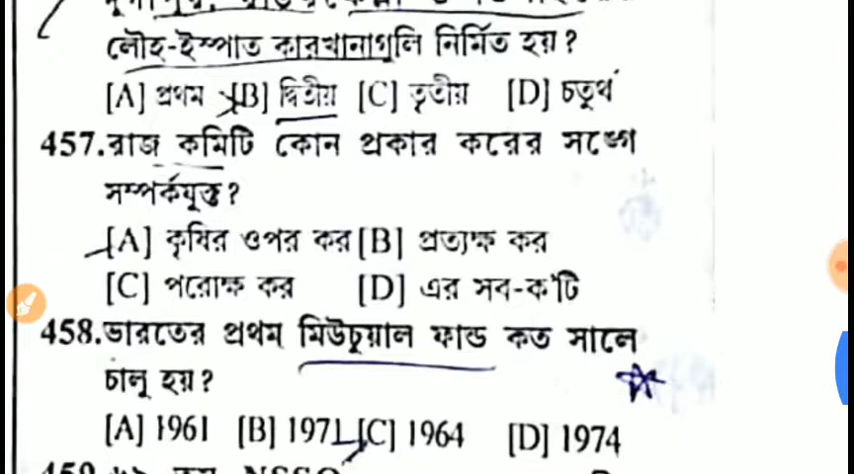 লৌহ-ইস্পাত কারখানাগুলি নির্মিত হয়?
[A] প্রথম [B] দ্বিতীয় [C] তৃতীয় [D] চতুর্থ
457.রাজ কমিটি কোন প্রকার করের সঙ্গে
সম্পর্কযুক্ত?
[A] কৃষির ওপর কর [B] প্রত্যক্ষ কর
[C] পরোক্ষ কর [D] এর সব-ক'টি
458.ভারতের প্রথম মিউচুয়াল ফান্ড কত সালে
চালু হয়?
[A] 1961 [B] 1971 [C] 1964 [D] 1974